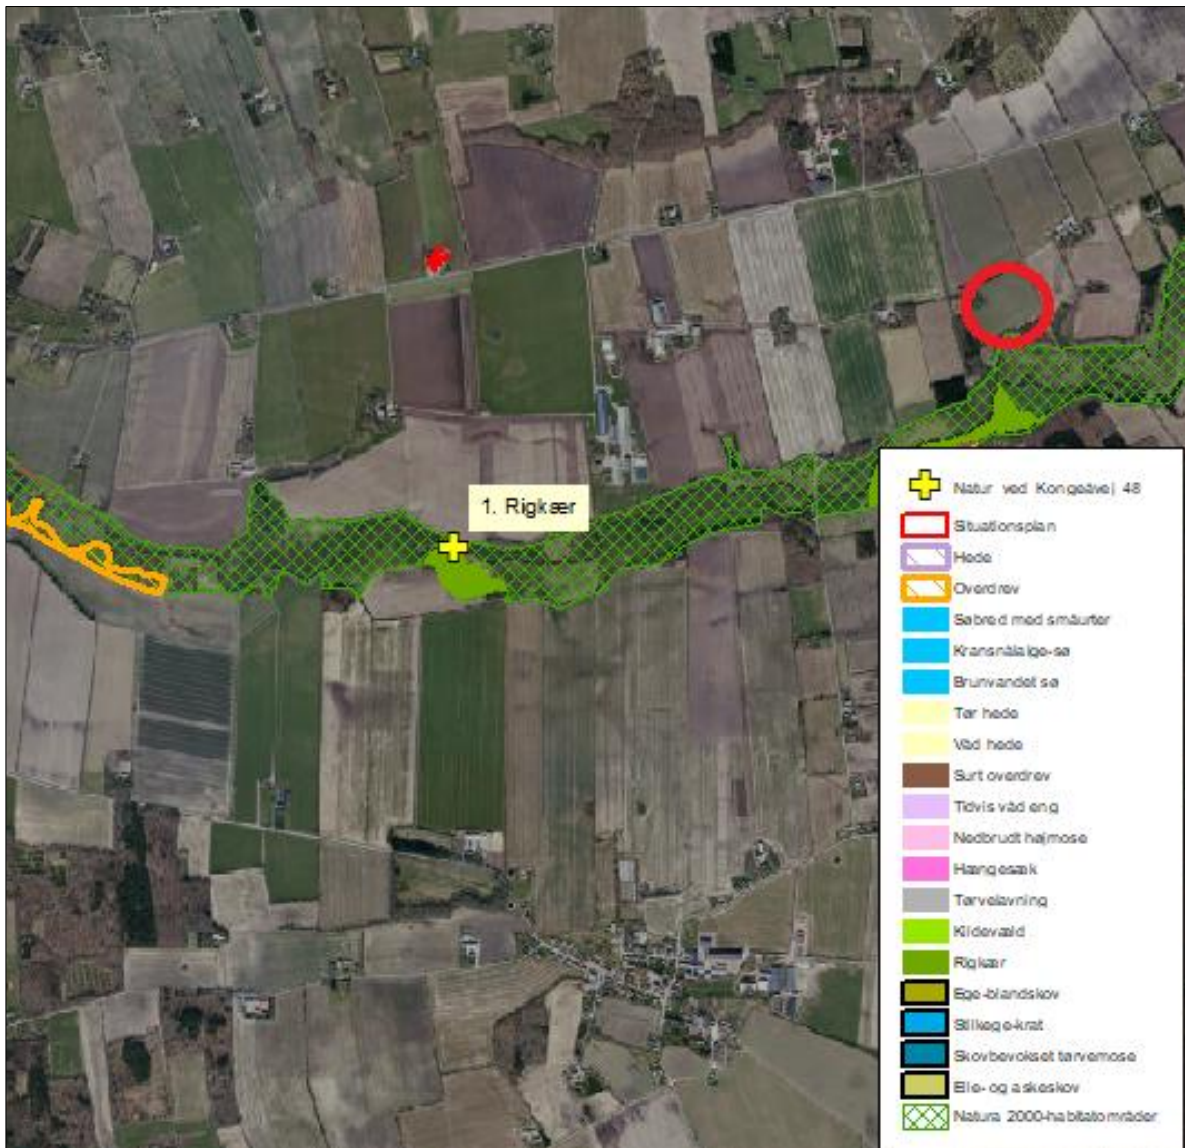 1. Rigkær
Natur ved Kongeåvej 48
Situationsplan
Hede
Overdrev
Søbred med småurter
Kransnålalge-sø
Brunvandet sø
Tør hede
Våd hede
Surt overdrev
Tidvis våd eng
Nedbrudt højmose
Hængesæk
Tørvelavning
Kildevæld
Rigkær
Ege-blandskov
Stilkege-krat
Skovbevokset tørvemose
Elle- og askeskov
Natura 2000-habitatområder